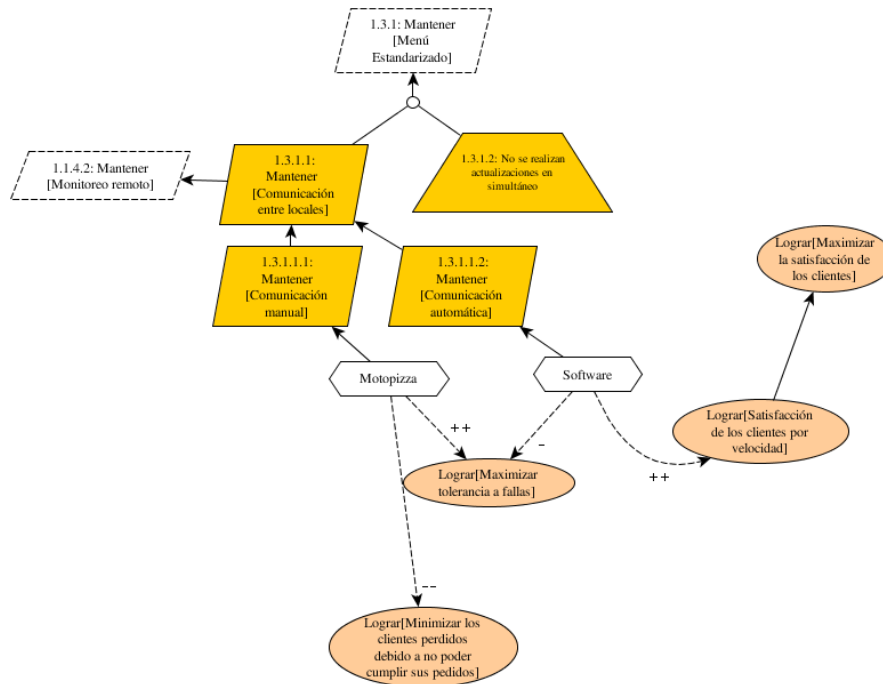 1.3.1: Mantener
[Menú
Estandarizado]
1.1.4.2: Mantener
[Monitoreo remoto]
1.3.1.1:
Mantener
[Comunicación
entre locales]
1.3.1.2: No se realizan
actualizaciones en
simultáneo
1.3.1.1.1:
Mantener
[Comunicación
manual]
1.3.1.1.2:
Mantener
[Comunicación
automática]
Lograr[Maximizar
la satisfacción de
los clientes]
Motopizza
Software
++
-
++
Lograr[Satisfacción
de los clientes por
velocidad]
Lograr[Maximizar
tolerancia a fallas]
--
Lograr[Minimizar los
clientes perdidos
debido a no poder
cumplir sus pedidos]